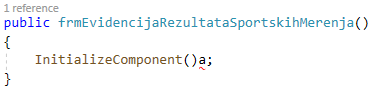 1 reference
public frmEvidencijaRezultataSportskihMerenja()
{
    InitializeComponent()a;
}